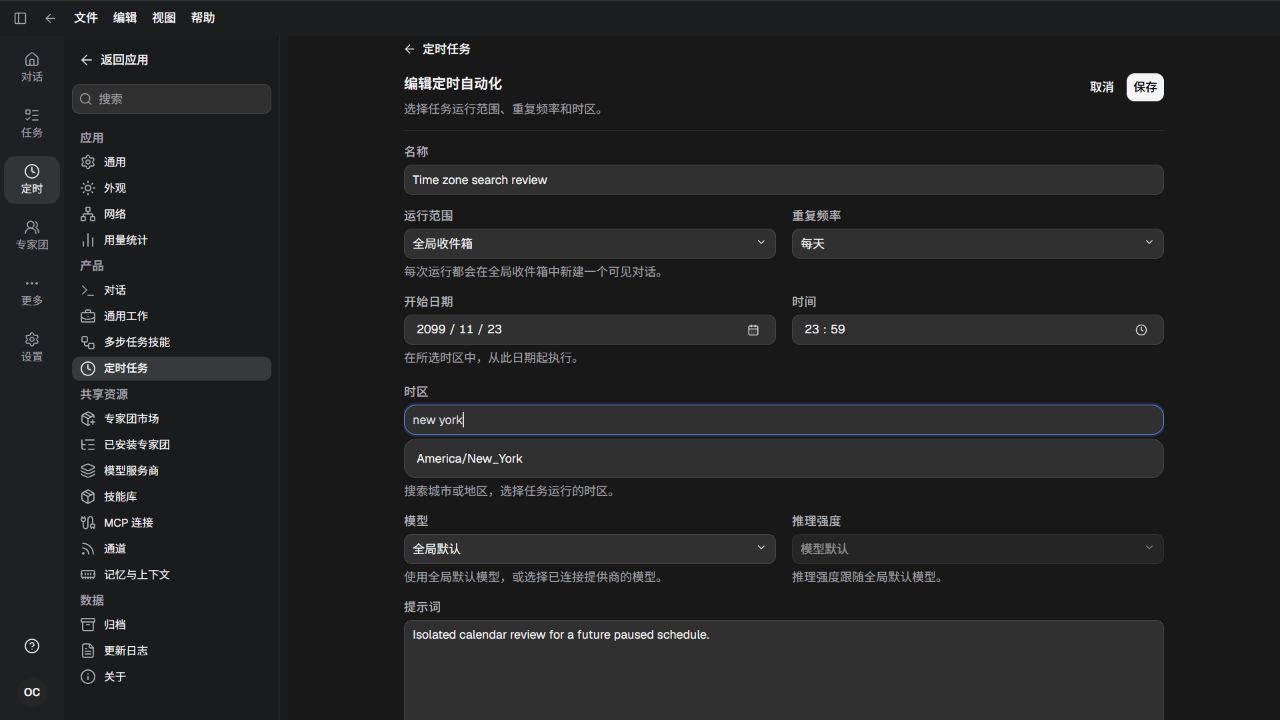 文件 编辑 视图 帮助
对话
任务
定时
专家团
更多
设置
OC
返回应用
搜索
应用
通用
外观
网络
用量统计
产品
对话
通用工作
多步任务技能
定时任务
共享资源
专家团市场
已安装专家团
模型服务商
技能库
MCP 连接
通道
记忆与上下文
数据
归档
更新日志
关于
定时任务
编辑定时自动化
取消 保存
选择任务运行范围、重复频率和时区。
名称
Time zone search review
运行范围 重复频率
全局收件箱 每天
每次运行都会在全局收件箱中新建一个可见对话。
开始日期 时间
2099 / 11 / 23 23 : 59
在所选时区中，从此日期起执行。
时区
new york
America/New_York
搜索城市或地区，选择任务运行的时区。
模型 推理强度
全局默认 模型默认
使用全局默认模型，或选择已连接提供商的模型。 推理强度跟随全局默认模型。
提示词
Isolated calendar review for a future paused schedule.